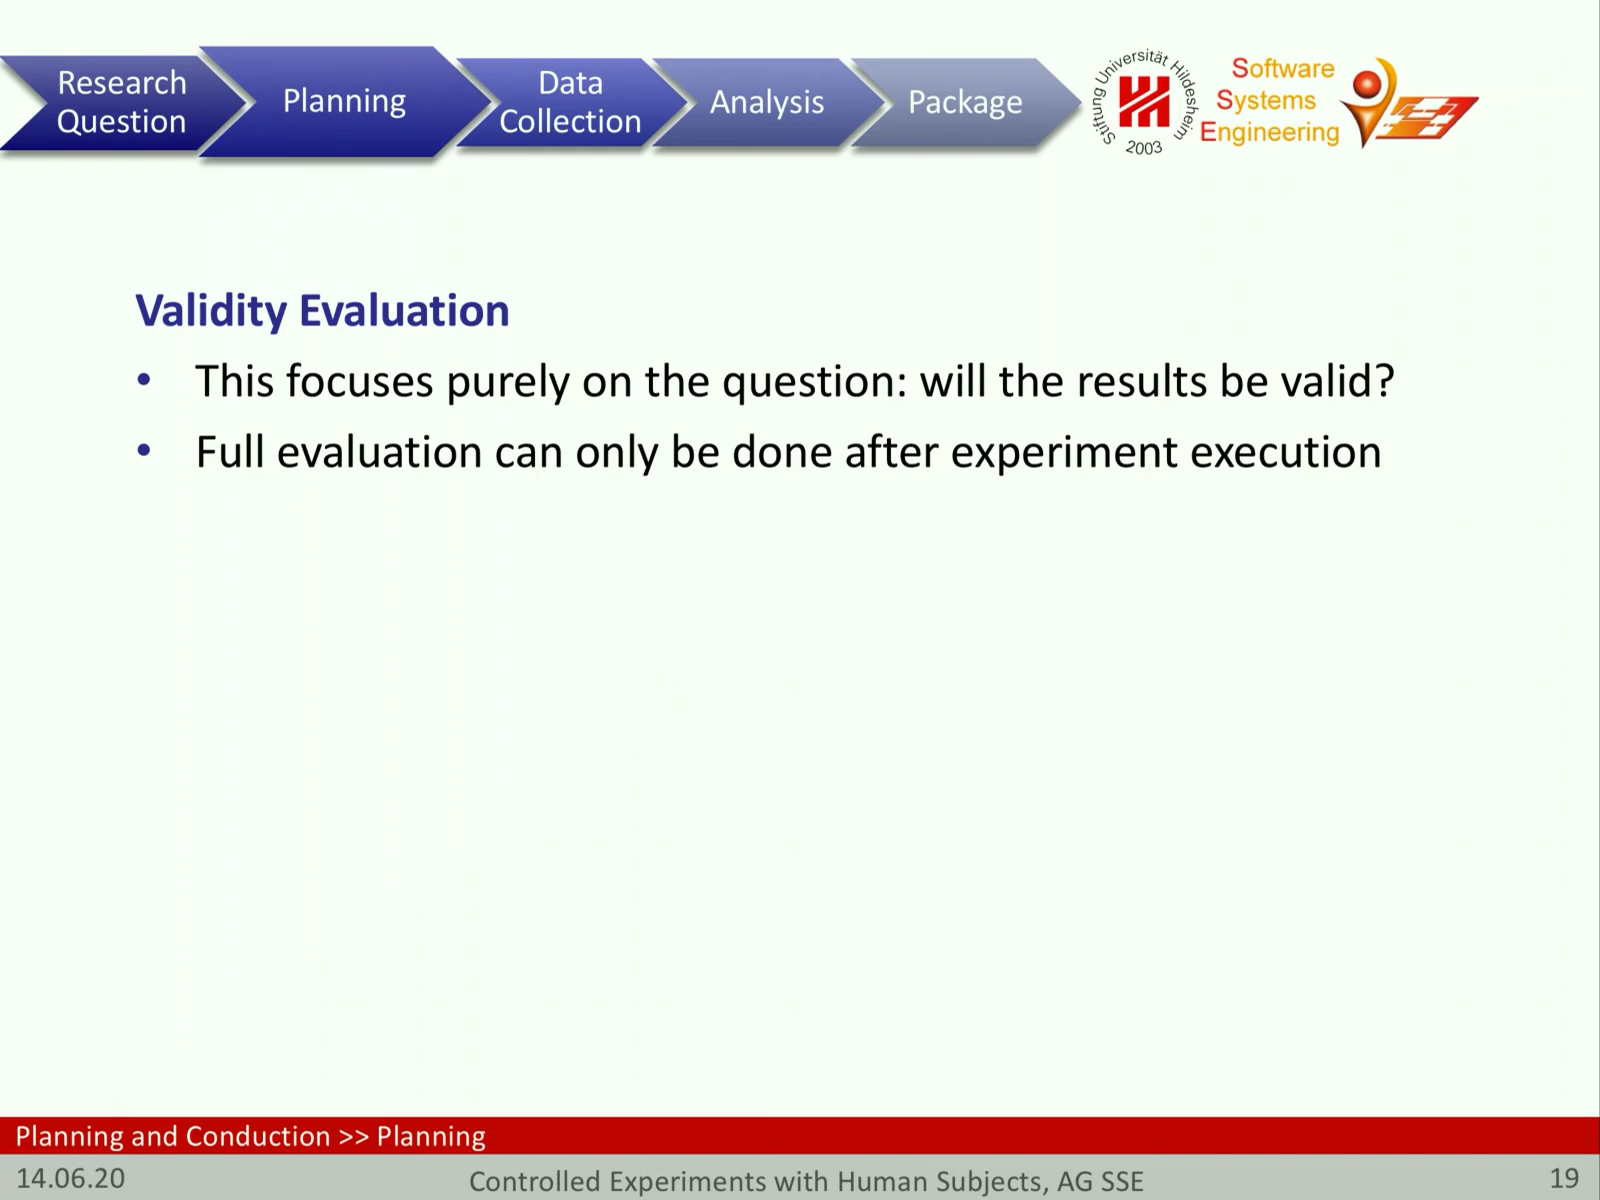 Research
Question
Planning
Data
Collection
Analysis
Package
Stiftung Universität Hildesheim
2003
Software
Systems
Engineering
Validity Evaluation
• This focuses purely on the question: will the results be valid?
• Full evaluation can only be done after experiment execution
Planning and Conduction >> Planning
14.06.20
Controlled Experiments with Human Subjects, AG SSE
19